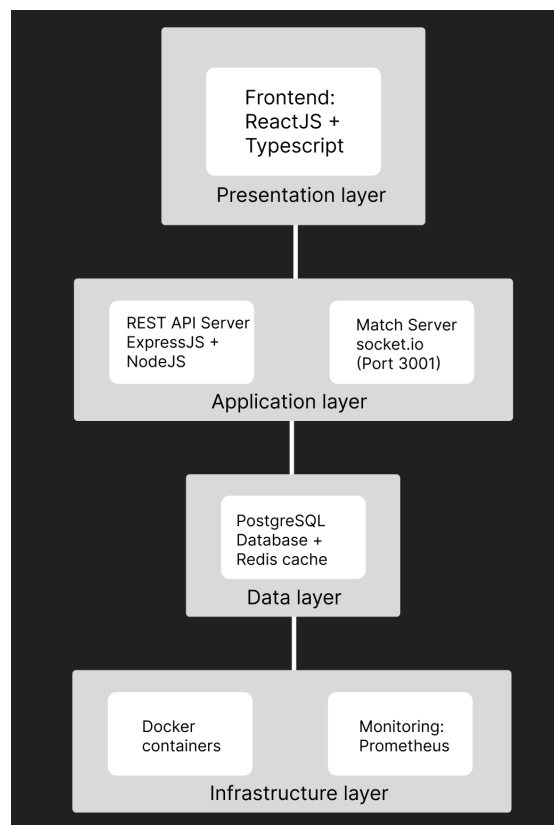 Frontend:
ReactJS +
Typescript
Presentation layer
REST API Server
ExpressJS +
NodeJS
Match Server
socket.io
(Port 3001)
Application layer
PostgreSQL
Database +
Redis cache
Data layer
Docker
containers
Monitoring:
Prometheus
Infrastructure layer